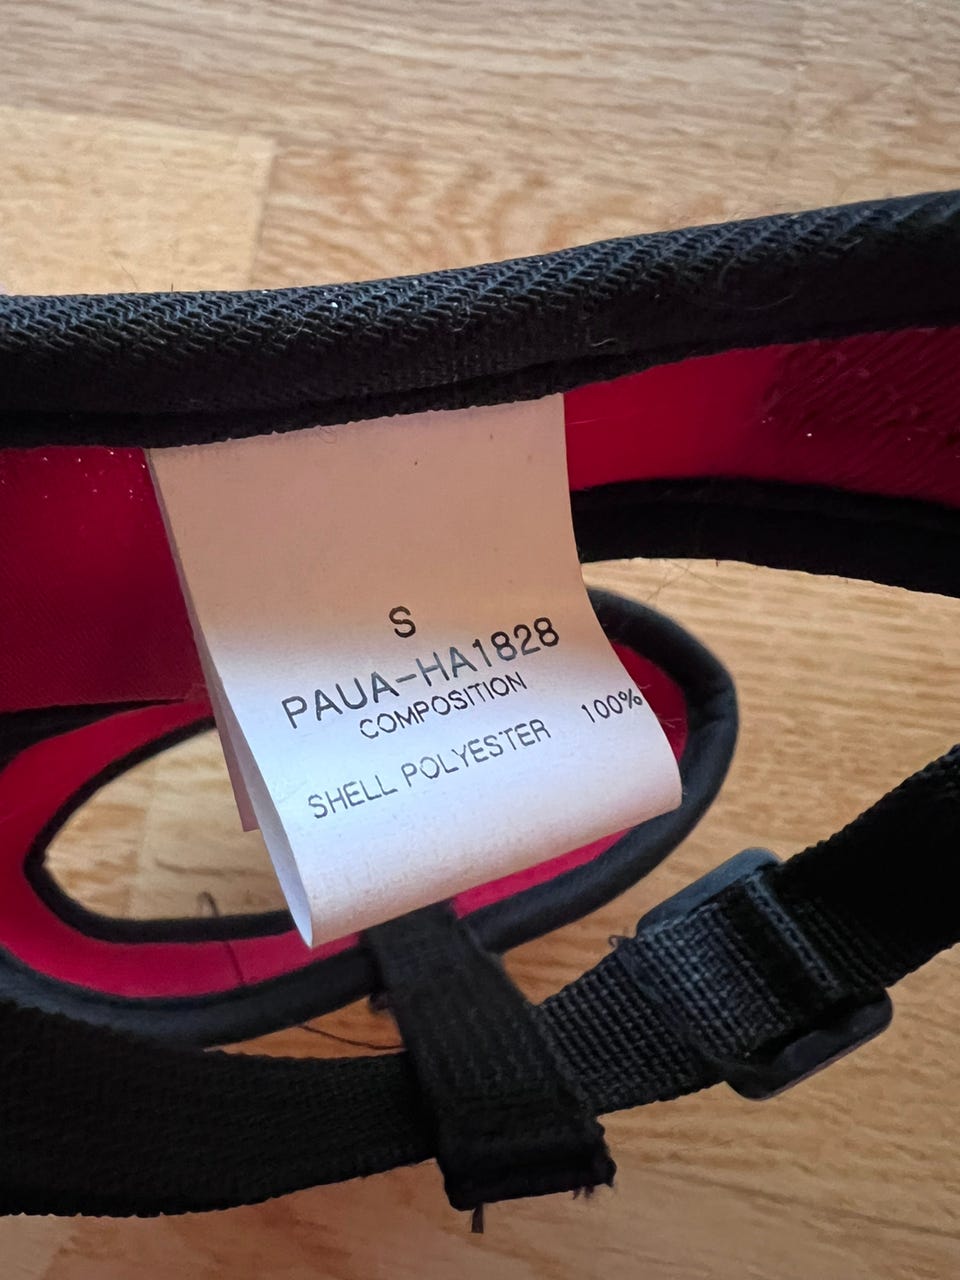 S
PAUA-HA1828
COMPOSITION
SHELL POLYESTER 100%